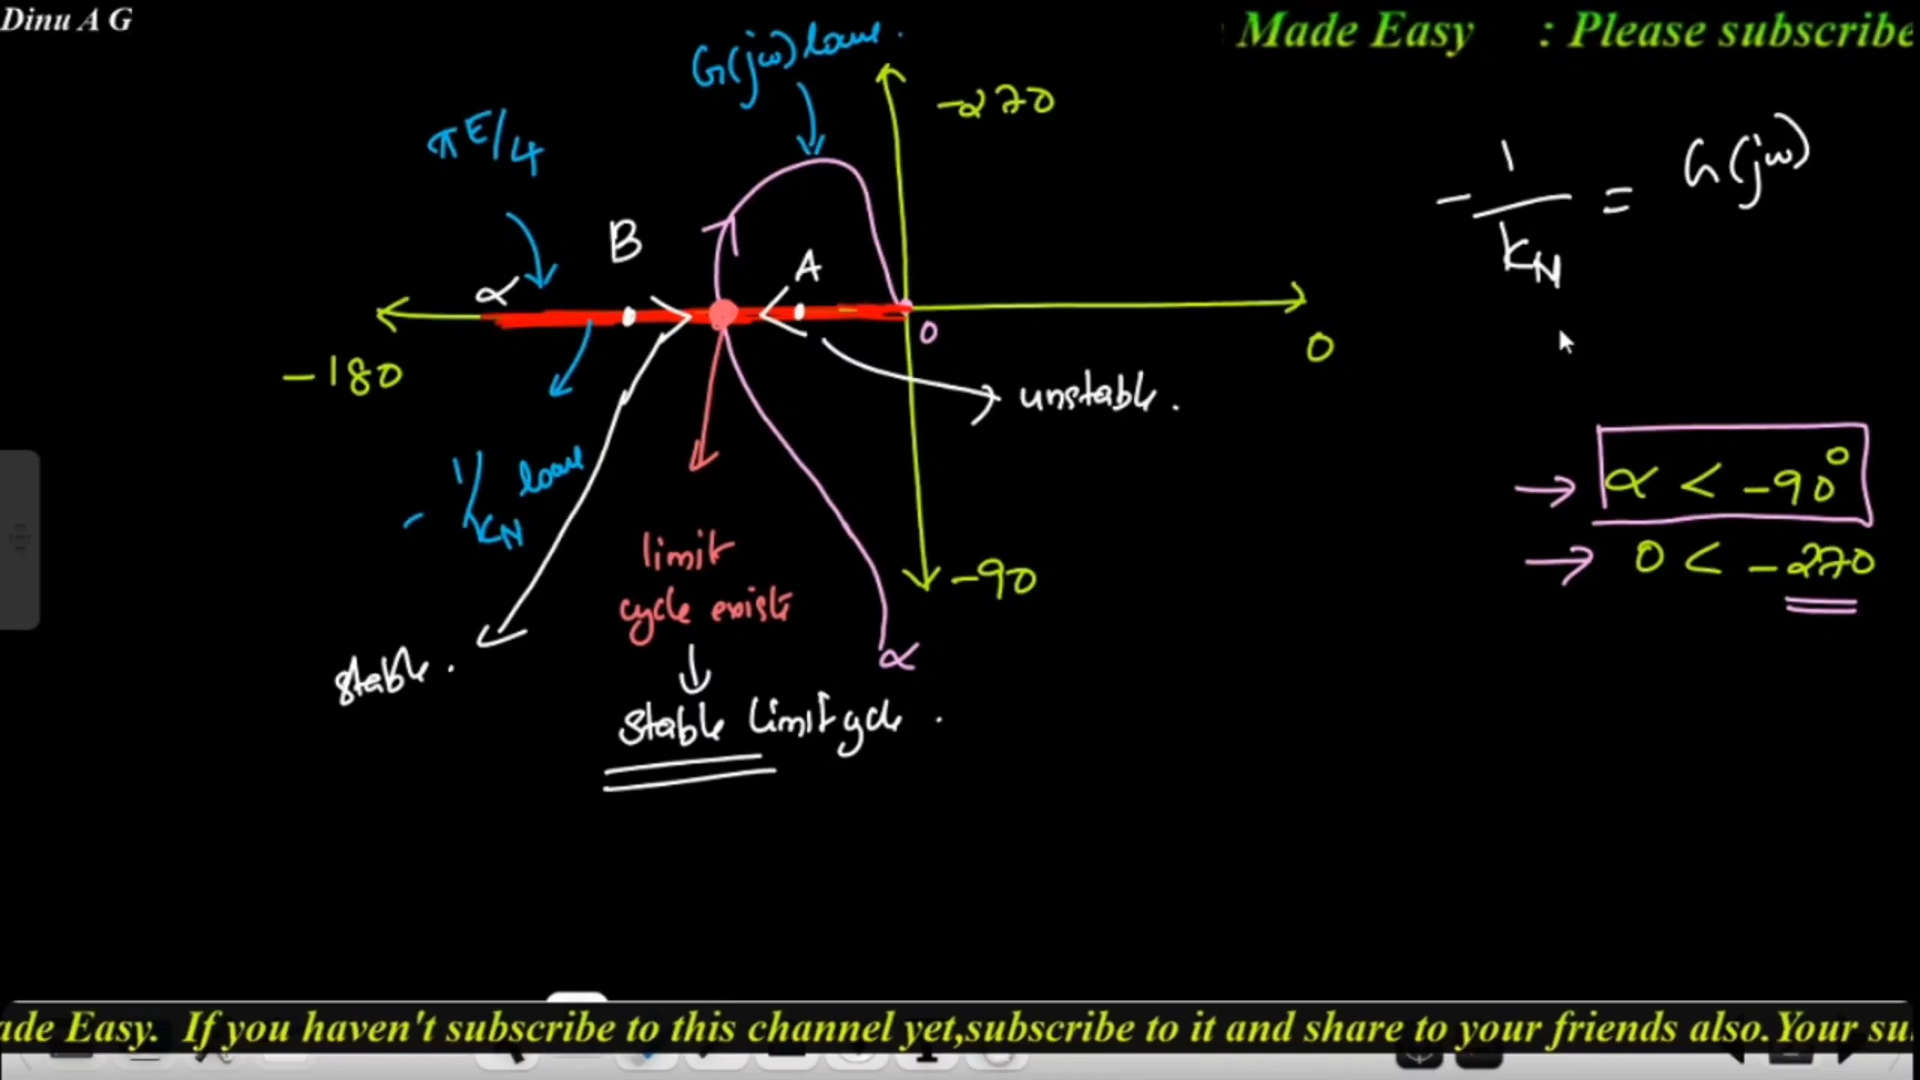 Dinu A G
Made Easy : Please subscribe
G(jω) locus.
-270
πE/4
-1/KN = G(jω)
B
A
α
0
-180
0
unstable.
-1/KN locus
∝ < -90°
limit
cycle exists
-90
0 < -270
stable.
α
stable limit cycle.
ade Easy. If you haven't subscribe to this channel yet,subscribe to it and share to your friends also.Your su